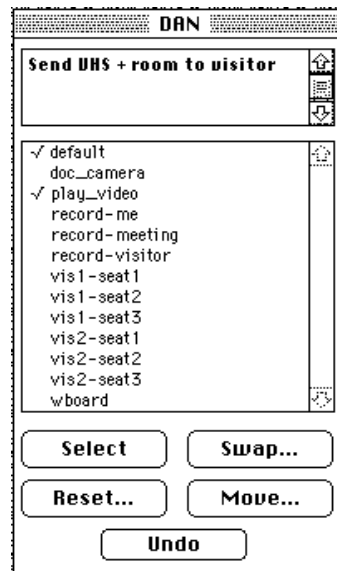 DAN
Send VHS + room to visitor
√ default
doc_camera
√ play_video
record-me
record-meeting
record-visitor
vis1-seat1
vis1-seat2
vis1-seat3
vis2-seat1
vis2-seat2
vis2-seat3
wboard
Select Swap...
Reset... Move...
Undo